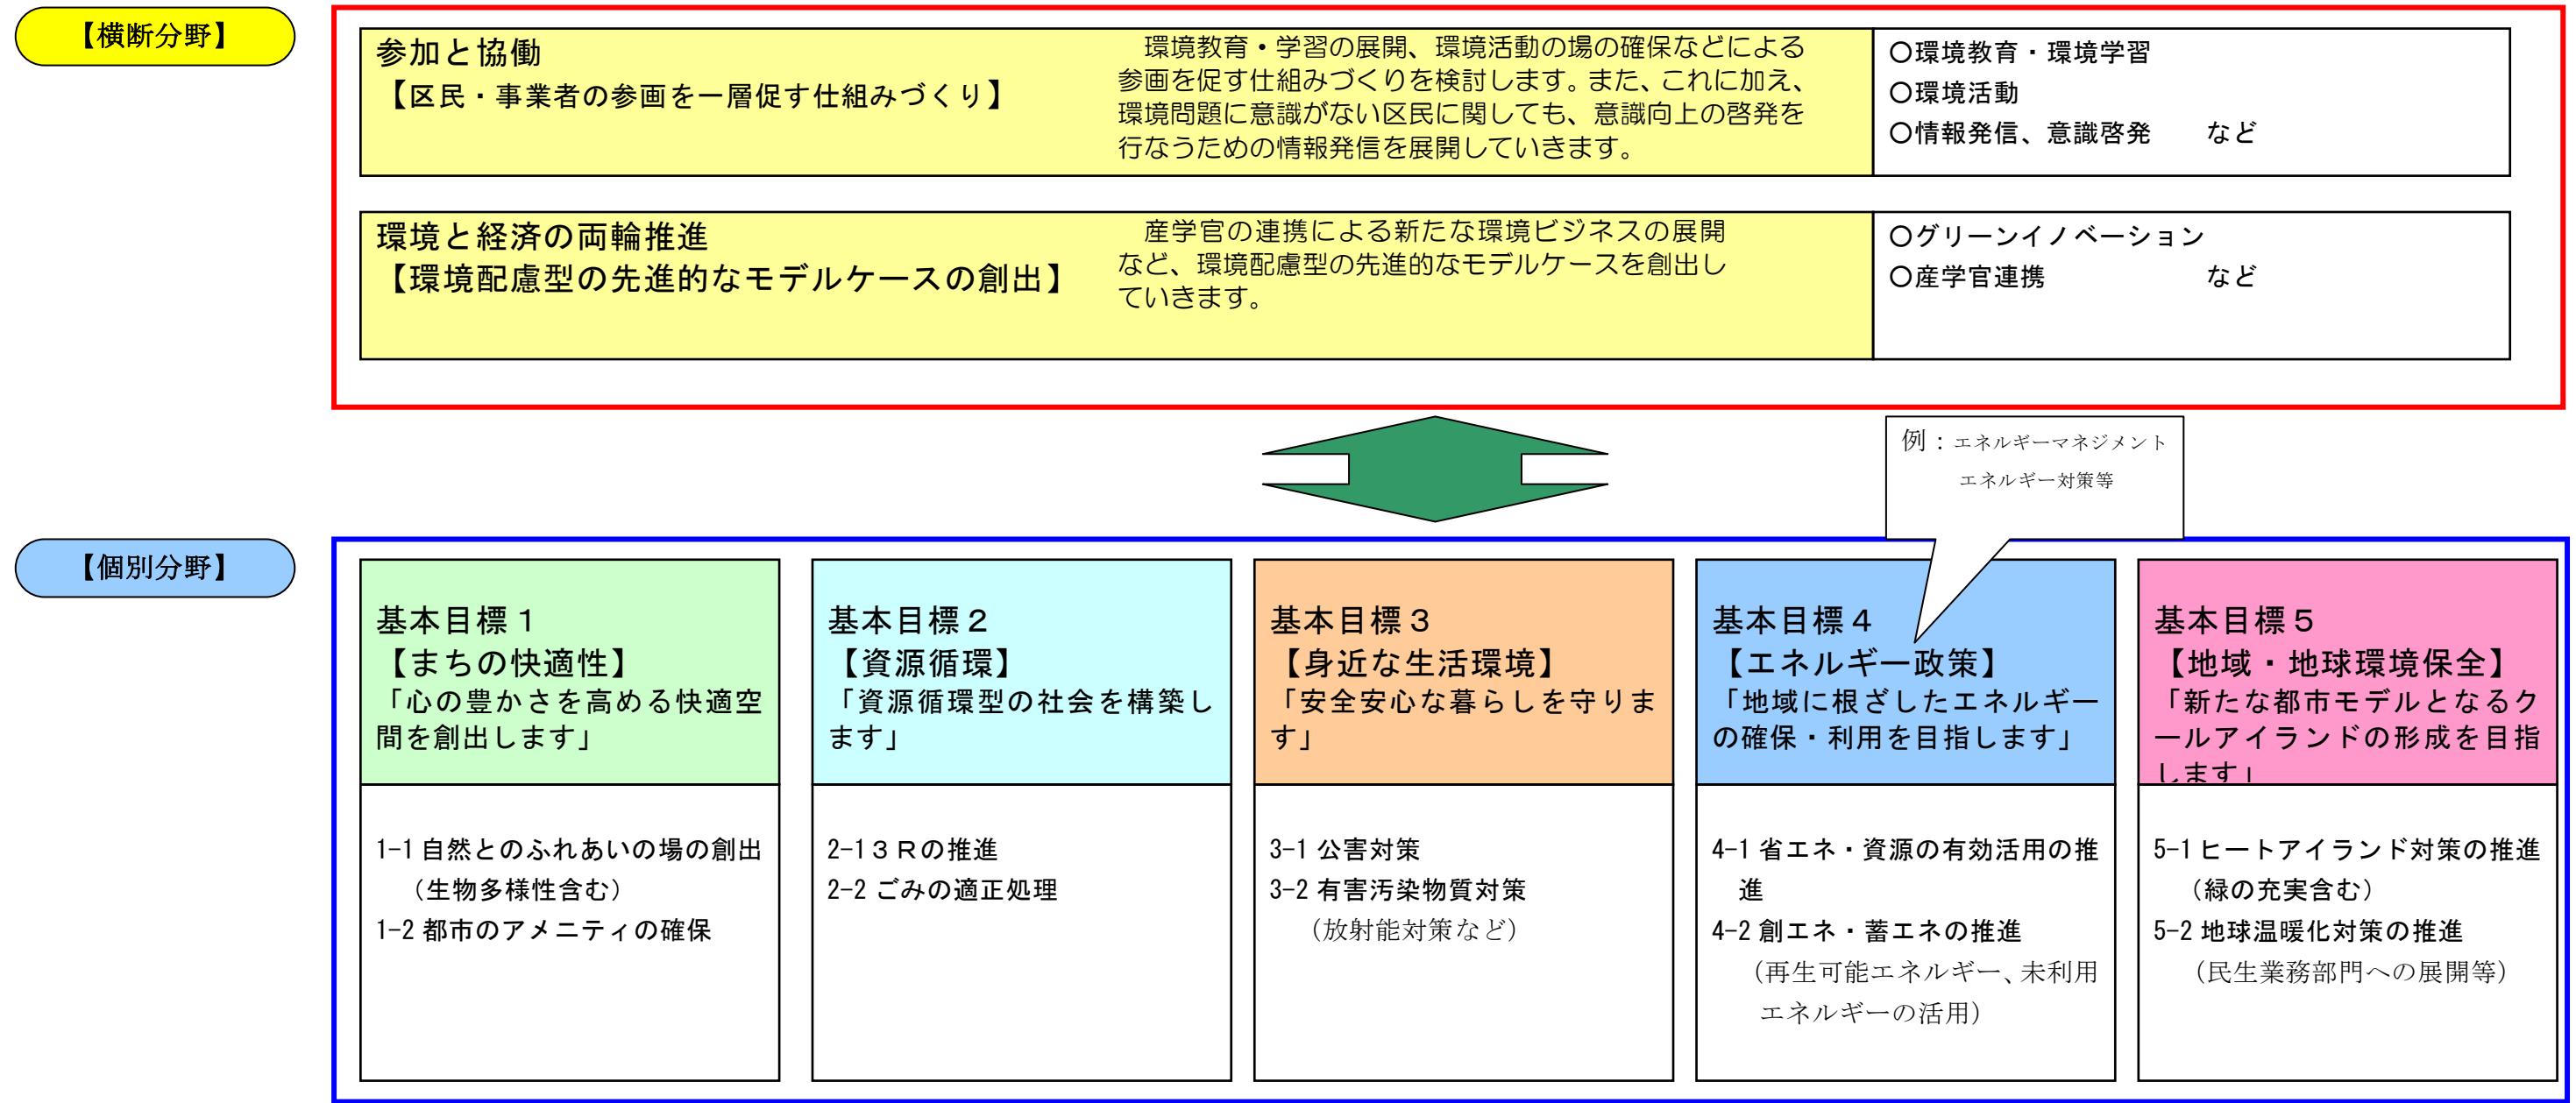 【横断分野】
参加と協働
【区民・事業者の参画を一層促す仕組みづくり】
環境教育・学習の展開、環境活動の場の確保などによる
参画を促す仕組みづくりを検討します。また、これに加え、
環境問題に意識がない区民に関しても、意識向上の啓発を
行なうための情報発信を展開していきます。
〇環境教育・環境学習
〇環境活動
〇情報発信、意識啓発　　など
環境と経済の両輪推進
【環境配慮型の先進的なモデルケースの創出】
産学官の連携による新たな環境ビジネスの展開
など、環境配慮型の先進的なモデルケースを創出し
ていきます。
〇グリーンイノベーション
〇産学官連携　　　　　　など
例：エネルギーマネジメント
エネルギー対策等
【個別分野】
基本目標１
【まちの快適性】
「心の豊かさを高める快適空
間を創出します」
1-1 自然とのふれあいの場の創出
（生物多様性含む）
1-2 都市のアメニティの確保
基本目標２
【資源循環】
「資源循環型の社会を構築し
ます」
2-1３Ｒの推進
2-2 ごみの適正処理
基本目標３
【身近な生活環境】
「安全安心な暮らしを守りま
す」
3-1 公害対策
3-2 有害汚染物質対策
（放射能対策など）
基本目標４
【エネルギー政策】
「地域に根ざしたエネルギー
の確保・利用を目指します」
4-1 省エネ・資源の有効活用の推
進
4-2 創エネ・蓄エネの推進
（再生可能エネルギー、未利用
エネルギーの活用）
基本目標５
【地域・地球環境保全】
「新たな都市モデルとなるク
ールアイランドの形成を目指
します」
5-1 ヒートアイランド対策の推進
（緑の充実含む）
5-2 地球温暖化対策の推進
（民生業務部門への展開等）